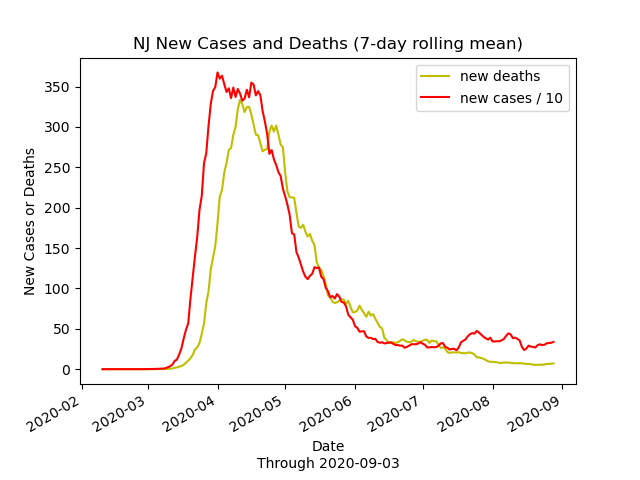 NJ New Cases and Deaths (7-day rolling mean)
new deaths
new cases / 10
New Cases or Deaths
350
300
250
200
150
100
50
0
2020-02
2020-03
2020-04
2020-05
2020-06
2020-07
2020-08
2020-09
Date
Through 2020-09-03